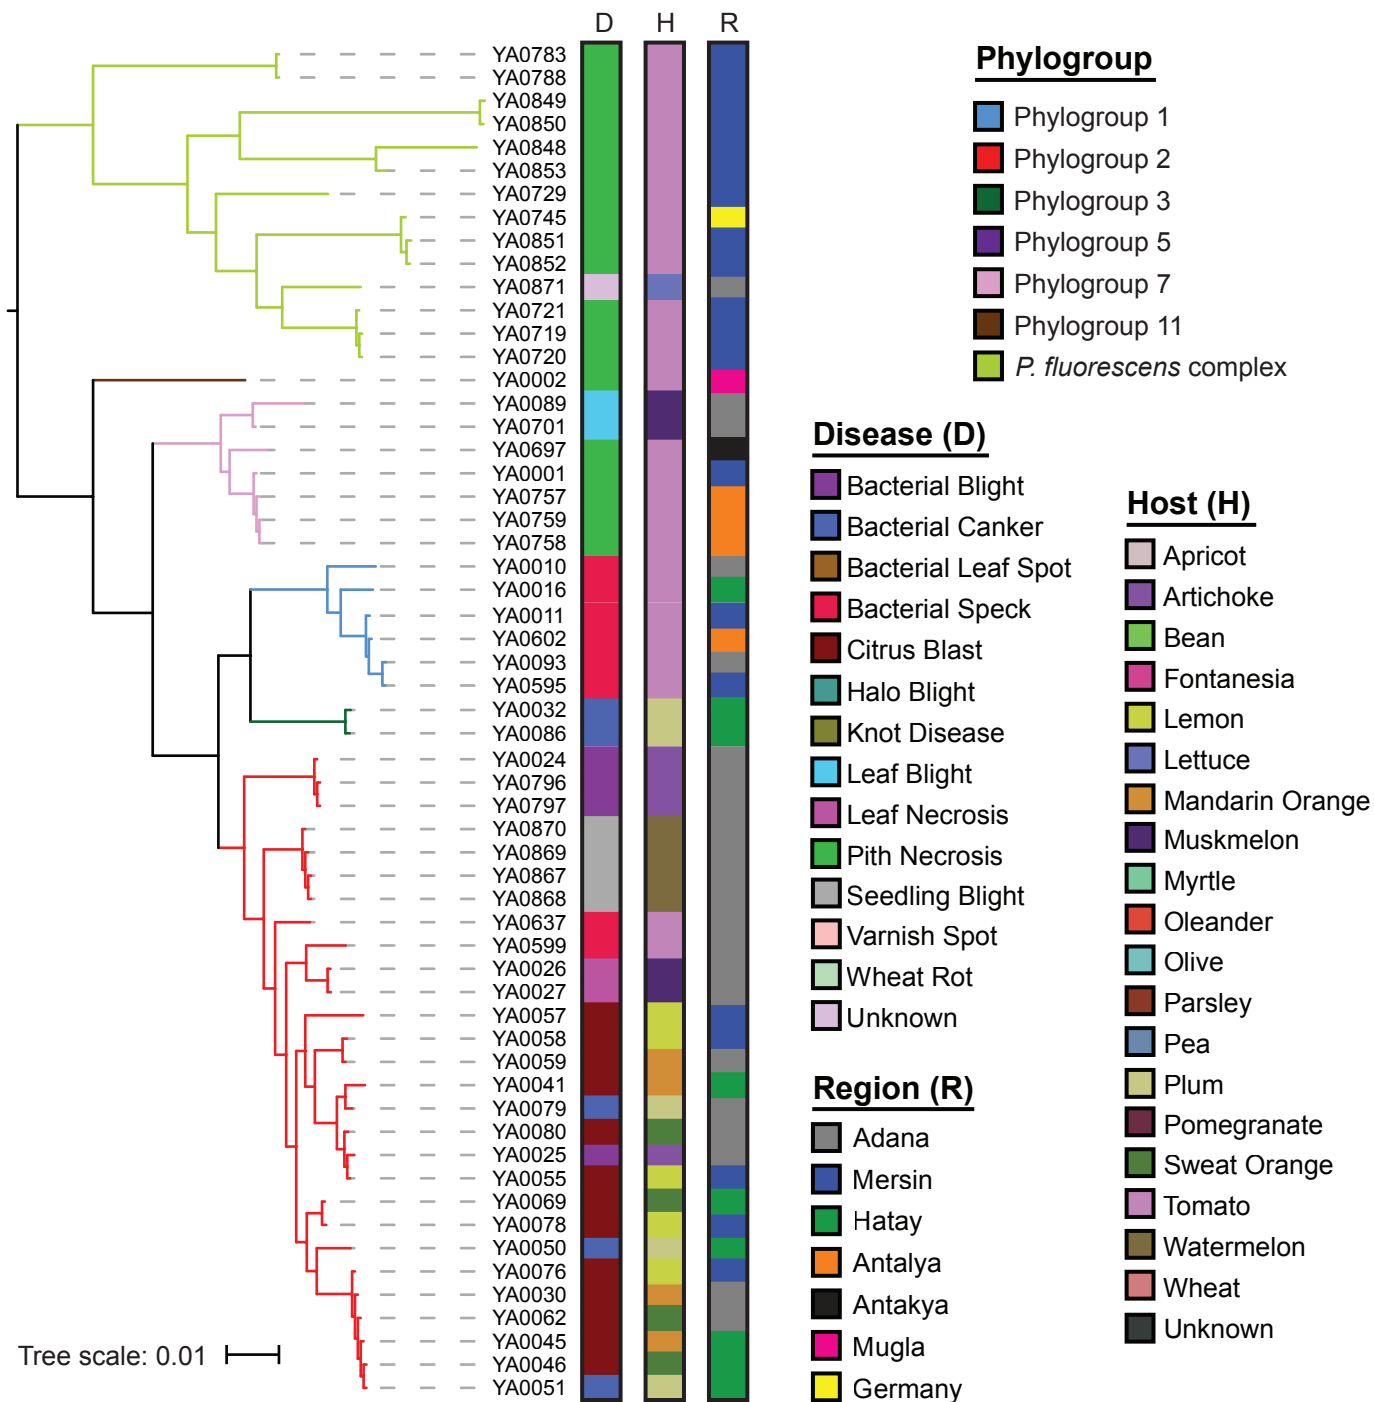 D H R
YA0783
YA0788
YA0849
YA0850
YA0848
YA0853
YA0729
YA0745
YA0851
YA0852
YA0871
YA0721
YA0719
YA0720
YA0002
YA0089
YA0701
YA0697
YA0001
YA0757
YA0759
YA0758
YA0010
YA0016
YA0011
YA0602
YA0093
YA0595
YA0032
YA0086
YA0024
YA0796
YA0797
YA0870
YA0869
YA0867
YA0868
YA0637
YA0599
YA0026
YA0027
YA0057
YA0058
YA0059
YA0041
YA0079
YA0080
YA0025
YA0055
YA0069
YA0078
YA0050
YA0076
YA0030
YA0062
YA0045
YA0046
YA0051
Tree scale: 0.01
Phylogroup
Phylogroup 1
Phylogroup 2
Phylogroup 3
Phylogroup 5
Phylogroup 7
Phylogroup 11
P. fluorescens complex
Disease (D)
Bacterial Blight
Bacterial Canker
Bacterial Leaf Spot
Bacterial Speck
Citrus Blast
Halo Blight
Knot Disease
Leaf Blight
Leaf Necrosis
Pith Necrosis
Seedling Blight
Varnish Spot
Wheat Rot
Unknown
Region (R)
Adana
Mersin
Hatay
Antalya
Antakya
Mugla
Germany
Host (H)
Apricot
Artichoke
Bean
Fontanesia
Lemon
Lettuce
Mandarin Orange
Muskmelon
Myrtle
Oleander
Olive
Parsley
Pea
Plum
Pomegranate
Sweat Orange
Tomato
Watermelon
Wheat
Unknown